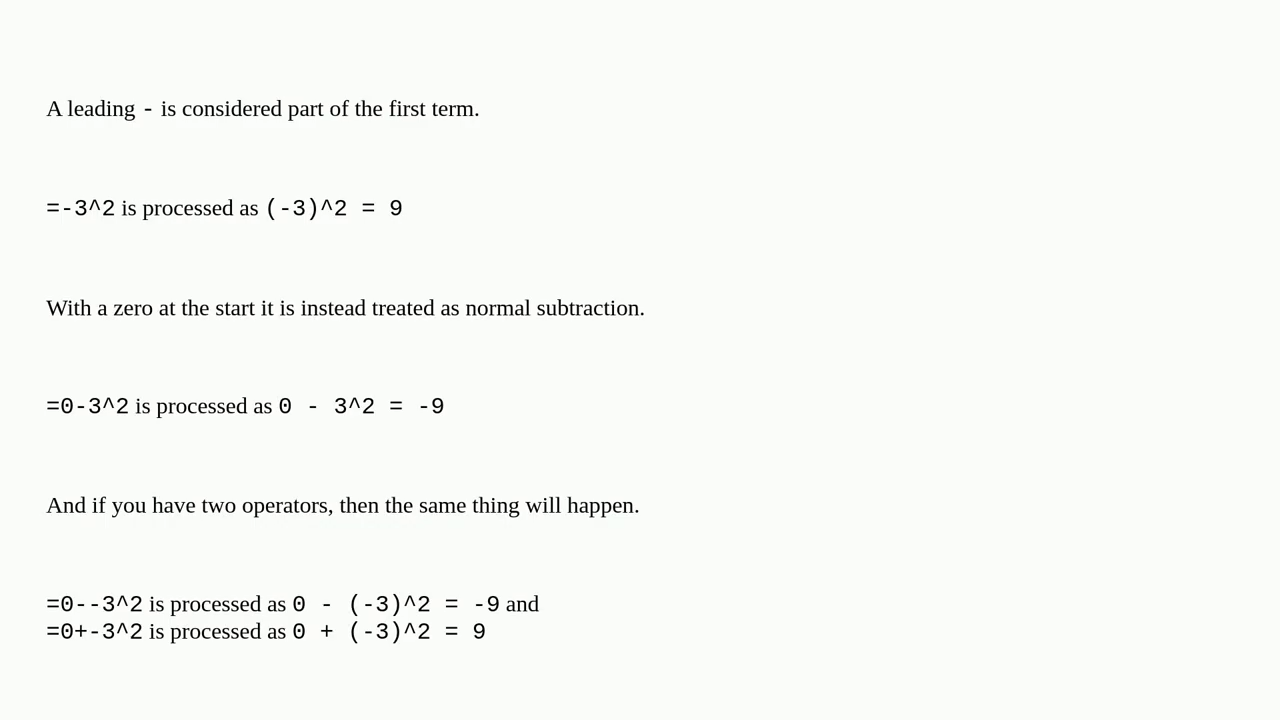 A leading - is considered part of the first term.
=-3^2 is processed as (-3)^2 = 9
With a zero at the start it is instead treated as normal subtraction.
=0-3^2 is processed as 0 - 3^2 = -9
And if you have two operators, then the same thing will happen.
=0--3^2 is processed as 0 - (-3)^2 = -9 and
=0+-3^2 is processed as 0 + (-3)^2 = 9